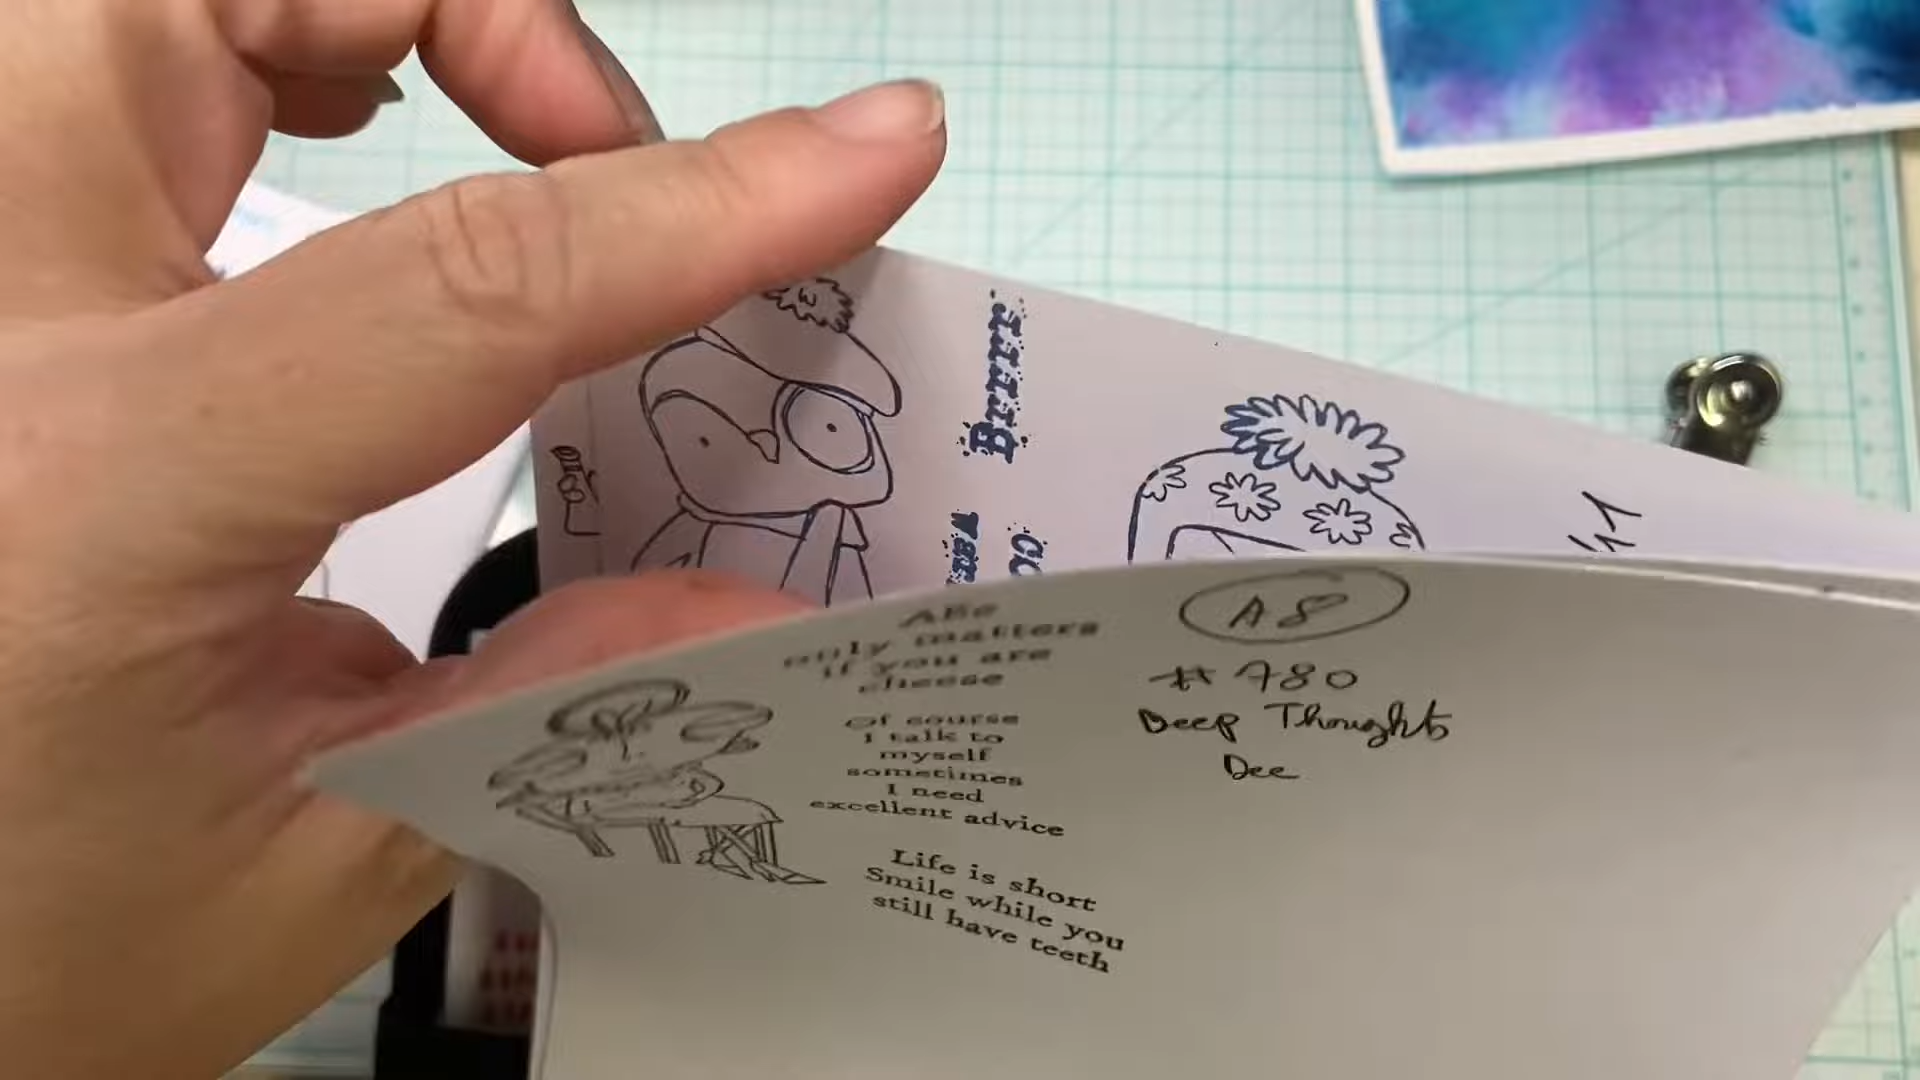 Brrrr
Age
only matters
if you are
cheese
Of course
I talk to
myself
sometimes
I need
excellent advice
Life is short
Smile while you
still have teeth
A8
#780
Deep Thoughts
Dee